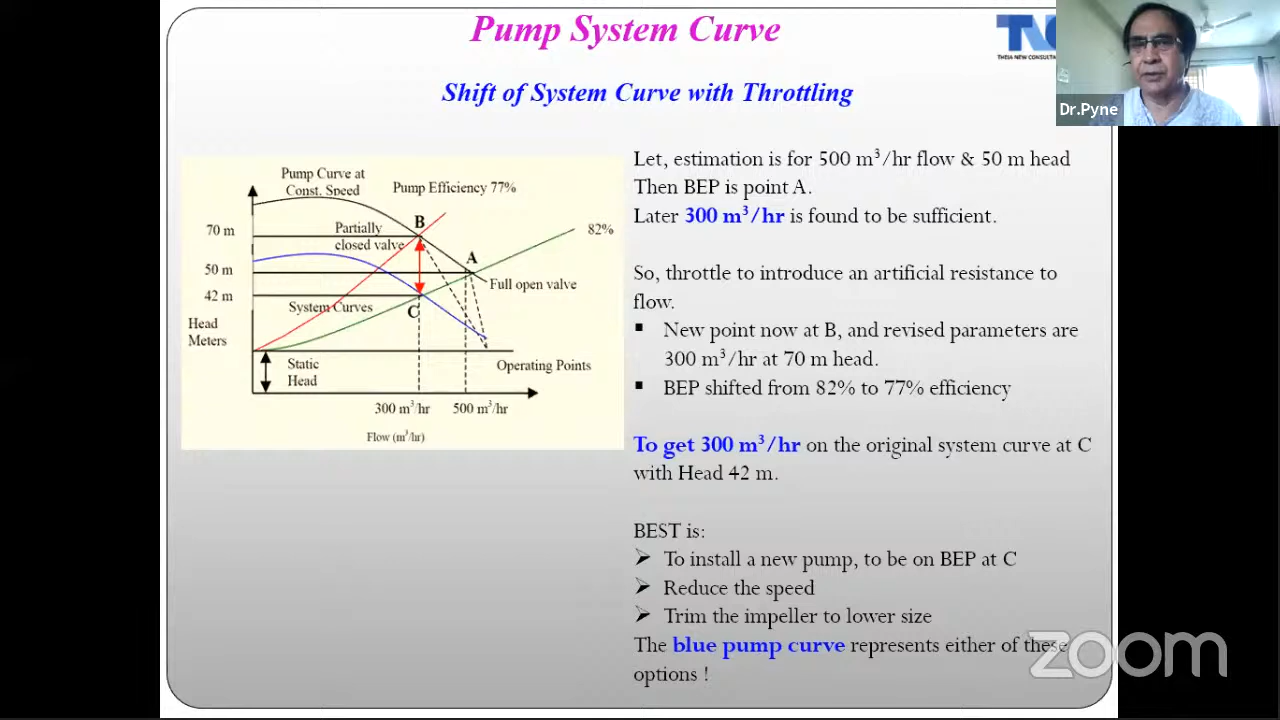 Pump System Curve
Shift of System Curve with Throttling
THEIA NEW CONSULT
Dr.Pyne
Pump Curve at
Const. Speed
Pump Efficiency 77%
B
Partially
closed valve
82%
70 m
A
50 m
Full open valve
42 m
System Curves
C
Head
Meters
Static
Head
Operating Points
300 m³/hr
500 m³/hr
Flow (m³/hr)
Let, estimation is for 500 m³/hr flow & 50 m head
Then BEP is point A.
Later 300 m³/hr is found to be sufficient.
So, throttle to introduce an artificial resistance to
flow.
▪ New point now at B, and revised parameters are
300 m³/hr at 70 m head.
▪ BEP shifted from 82% to 77% efficiency
To get 300 m³/hr on the original system curve at C
with Head 42 m.
BEST is:
➢ To install a new pump, to be on BEP at C
➢ Reduce the speed
➢ Trim the impeller to lower size
The blue pump curve represents either of these
options !
zoom